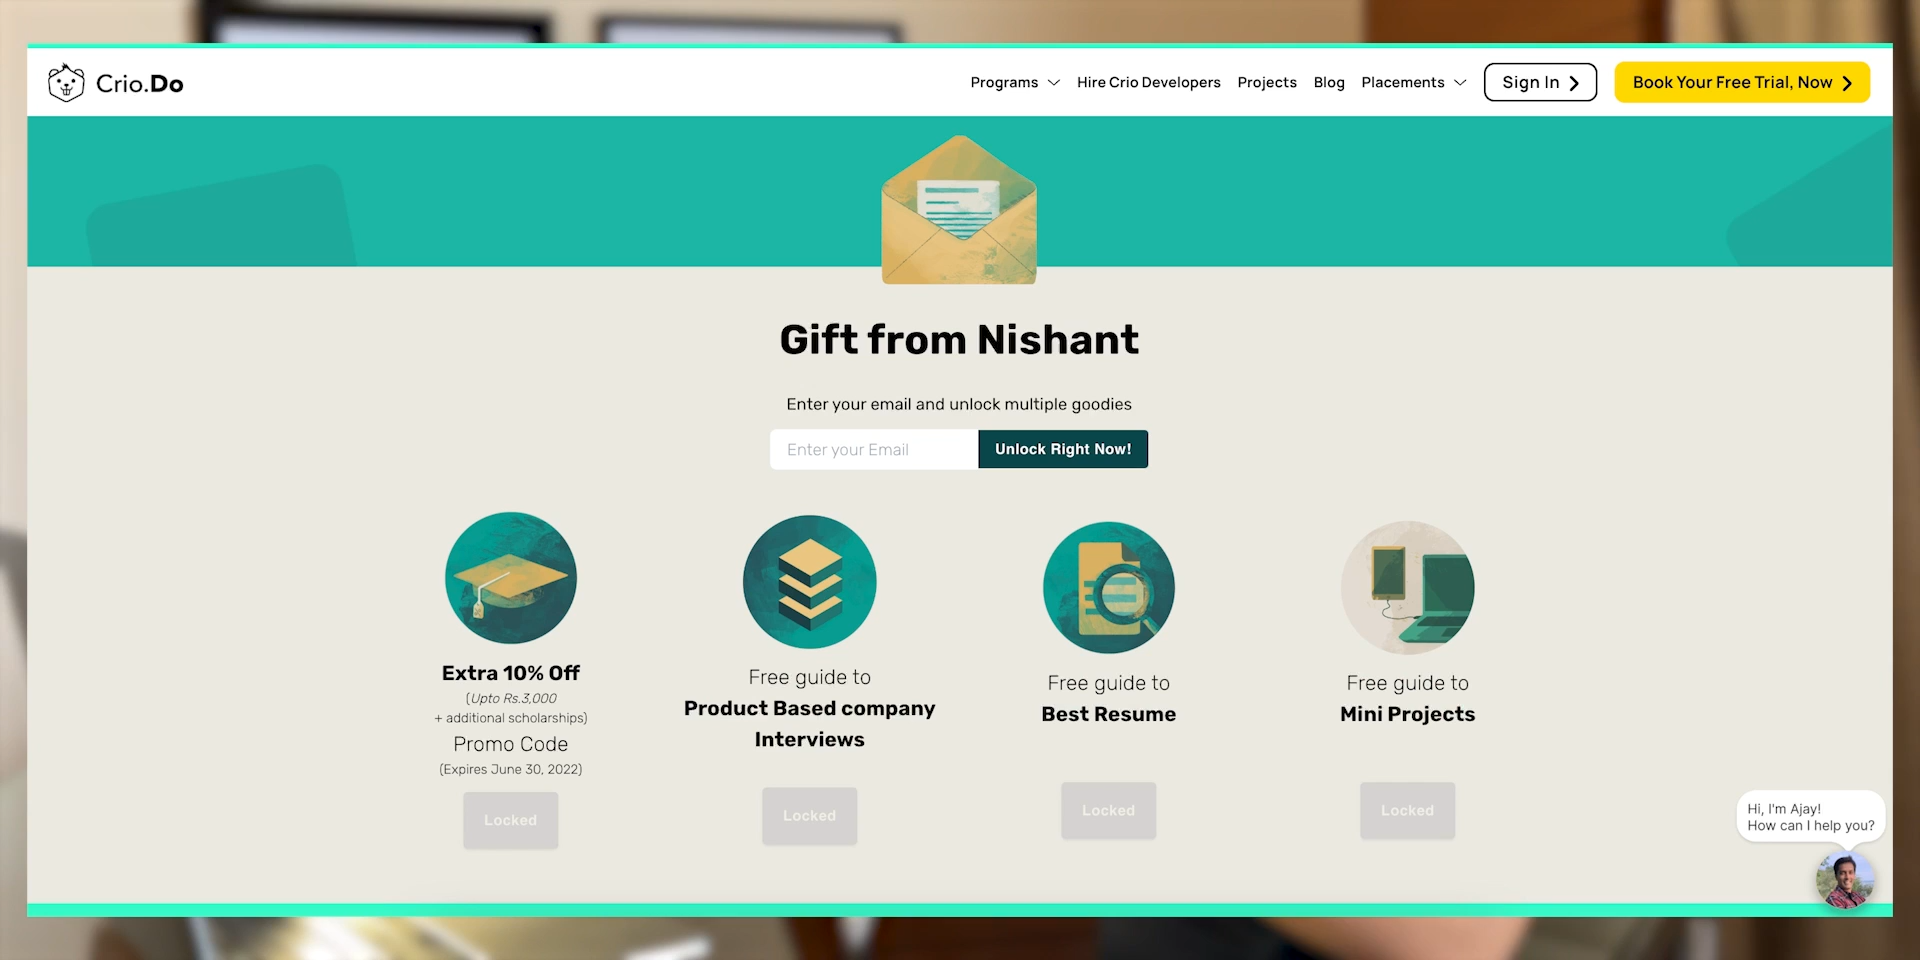 Crio.Do
Programs
Hire Crio Developers
Projects
Blog
Placements
Sign In
Book Your Free Trial, Now
Gift from Nishant
Enter your email and unlock multiple goodies
Enter your Email
Unlock Right Now!
Extra 10% Off
(Upto Rs.3,000
+ additional scholarships)
Promo Code
(Expires June 30, 2022)
Locked
Free guide to
Product Based company
Interviews
Locked
Free guide to
Best Resume
Locked
Free guide to
Mini Projects
Locked
Hi, I'm Ajay!
How can I help you?